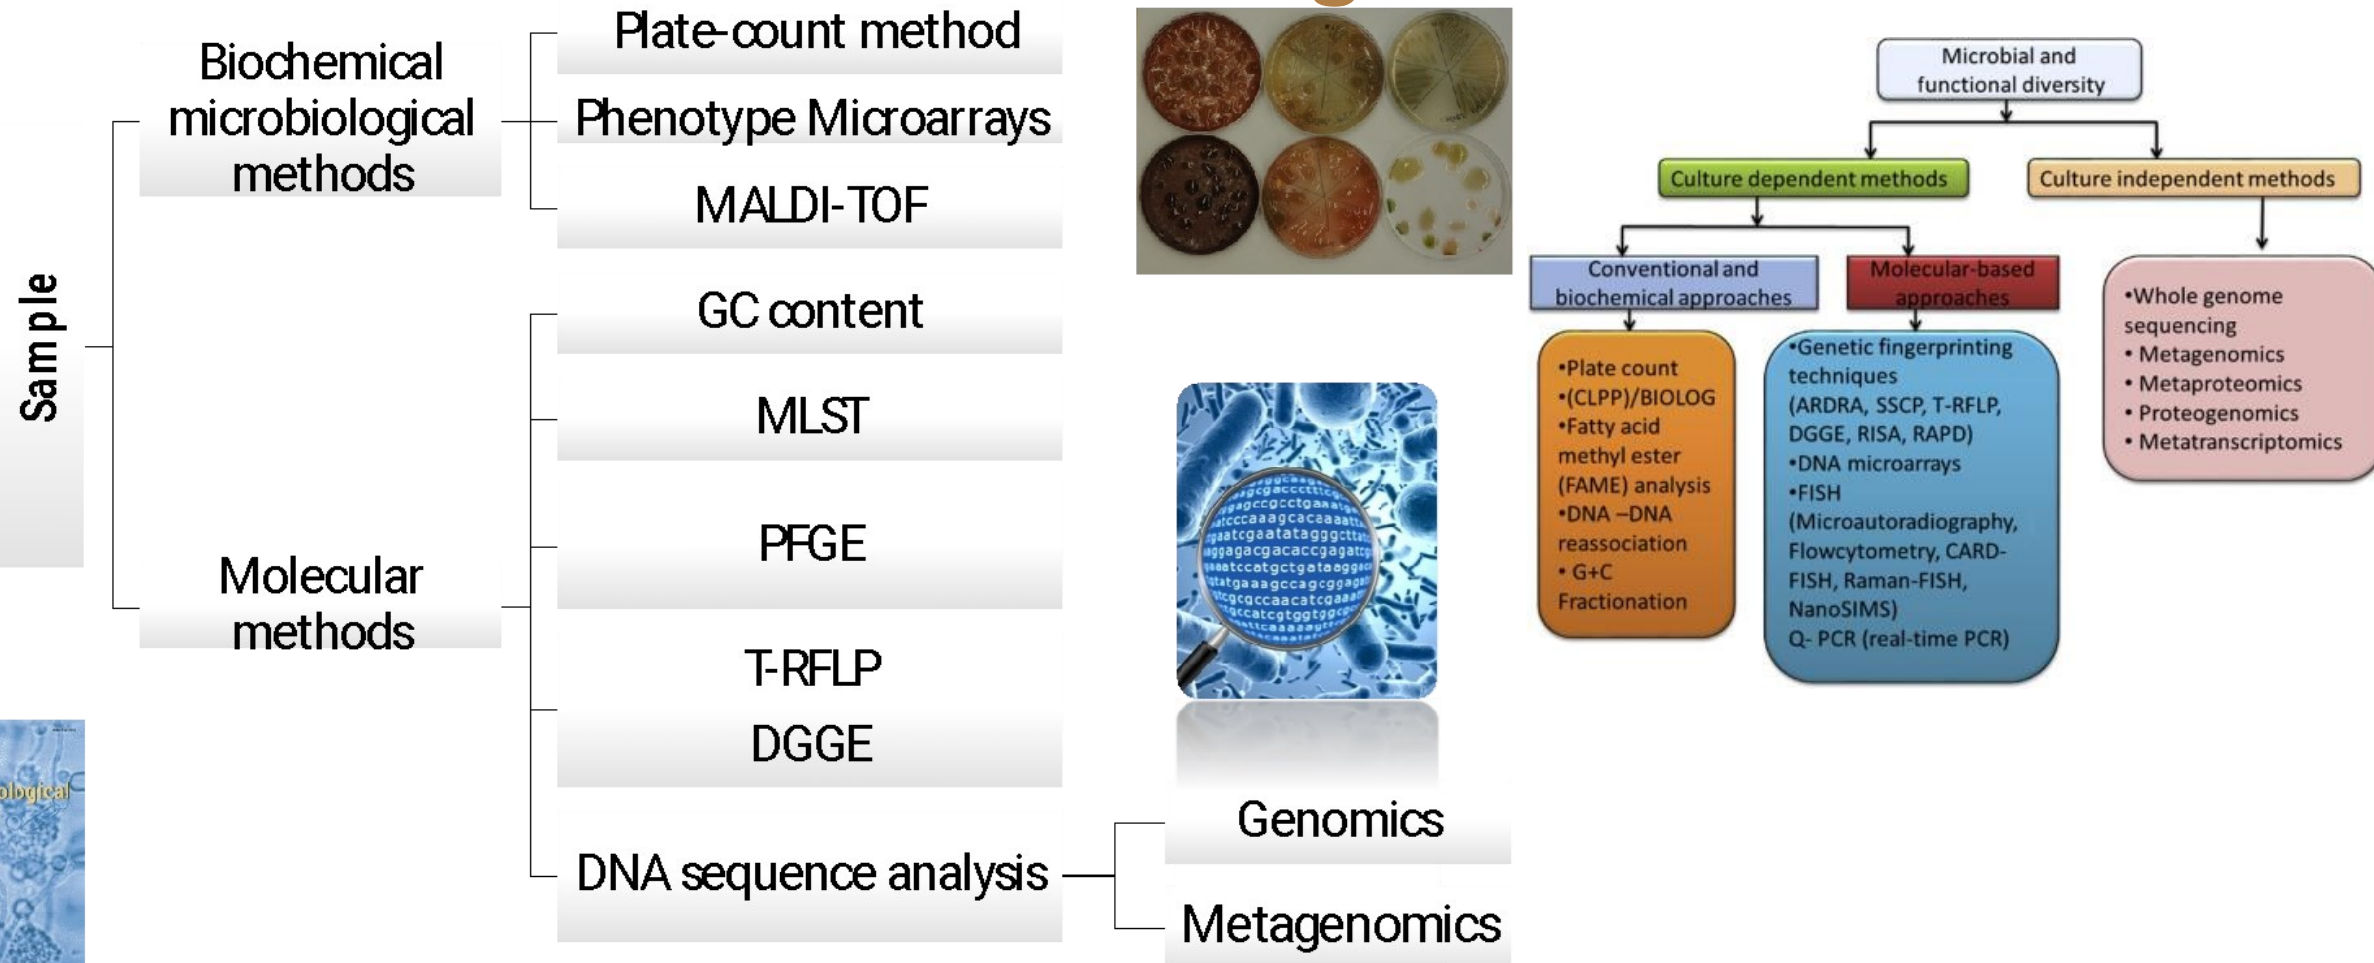 Sample
Biochemical
microbiological
methods
Plate-count method
Phenotype Microarrays
MALDI-TOF
Molecular
methods
GC content
MLST
PFGE
T-RFLP
DGGE
DNA sequence analysis
Genomics
Metagenomics
ological
Microbial and
functional diversity
Culture dependent methods
Culture independent methods
Conventional and
biochemical approaches
Molecular-based
approaches
•Plate count
•(CLPP)/BIOLOG
•Fatty acid
methyl ester
(FAME) analysis
•DNA –DNA
reassociation
• G+C
Fractionation
•Genetic fingerprinting
techniques
(ARDRA, SSCP, T-RFLP,
DGGE, RISA, RAPD)
•DNA microarrays
•FISH
(Microautoradiography,
Flowcytometry, CARD-
FISH, Raman-FISH,
NanoSIMS)
Q- PCR (real-time PCR)
•Whole genome
sequencing
• Metagenomics
• Metaproteomics
• Proteogenomics
• Metatranscriptomics